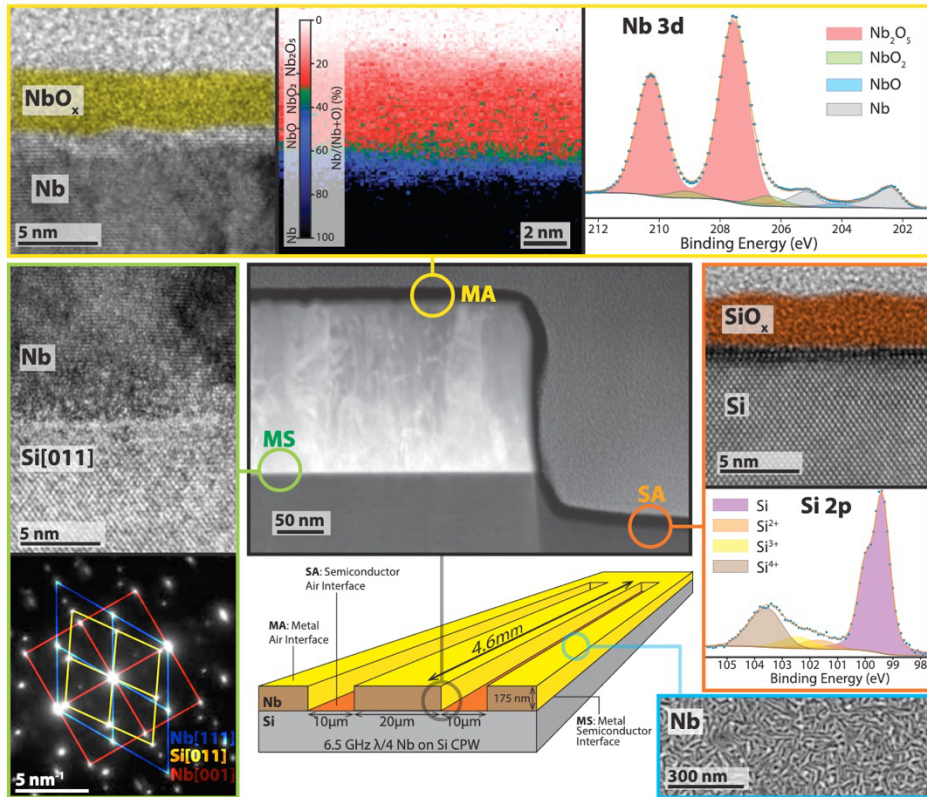 NbOₓ
Nb
5 nm
Nb
NbO
NbO₂
Nb₂O₅
Nb/(Nb+O) (%)
0
20
40
60
80
100
2 nm
Nb 3d
Nb₂O₅
NbO₂
NbO
Nb
212 210 208 206 204 202
Binding Energy (eV)
Nb
Si[011]
5 nm
Nb[111]
Si[011]
Nb[001]
5 nm⁻¹
MA
MS
SA
50 nm
SiOₓ
Si
5 nm
Si 2p
Si
Si²⁺
Si³⁺
Si⁴⁺
105 104 103 102 101 100 99 98
Binding Energy (eV)
SA: Semiconductor
Air Interface
MA: Metal
Air Interface
4.6mm
Nb
175 nm
Si
10µm 20µm 10µm
6.5 GHz λ/4 Nb on Si CPW
MS: Metal
Semiconductor
Interface
Nb
300 nm